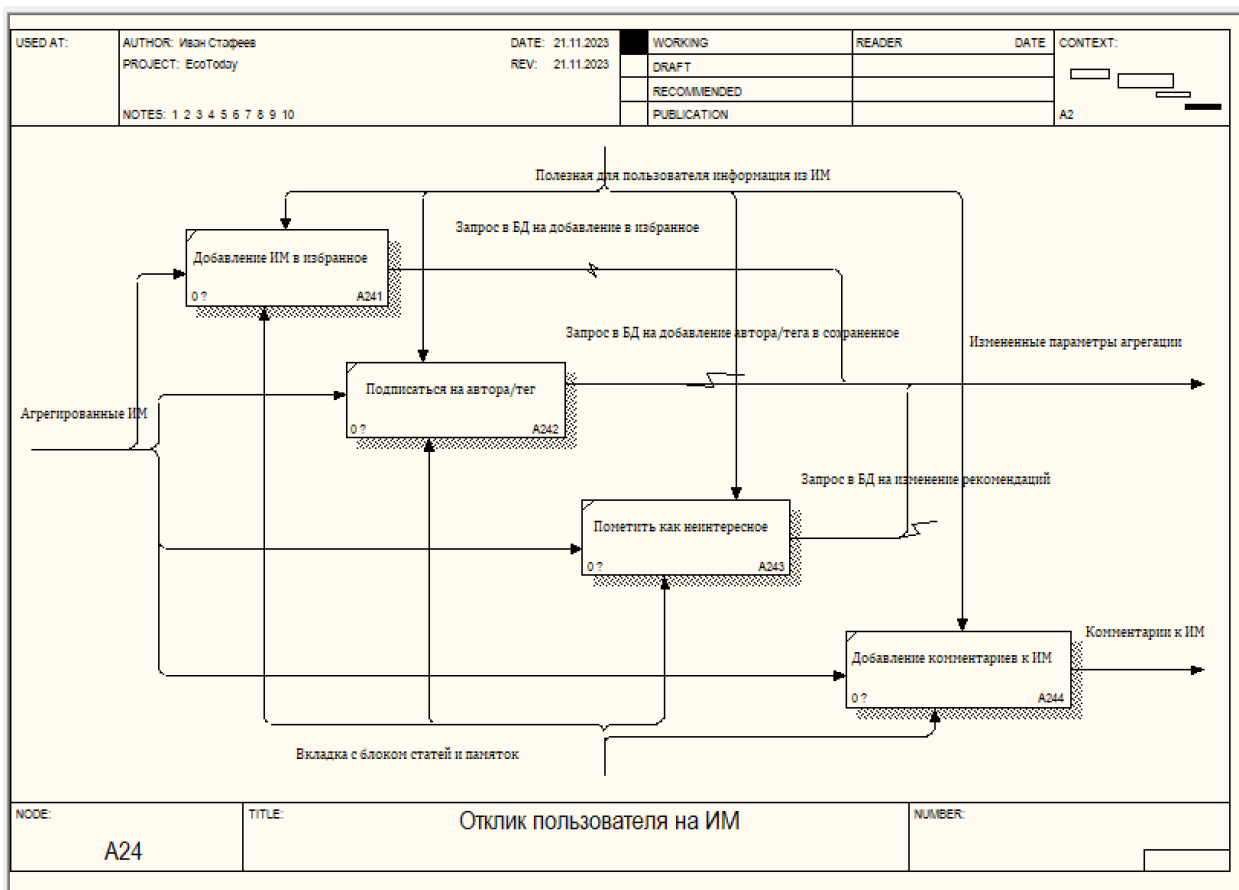 USED AT:
AUTHOR: Иван Стафеев
DATE: 21.11.2023
WORKING
READER
DATE
CONTEXT:
PROJECT: EcoToday
REV: 21.11.2023
DRAFT
RECOMMENDED
NOTES: 1 2 3 4 5 6 7 8 9 10
PUBLICATION
A2
Полезная для пользователя информация из ИМ
Запрос в БД на добавление в избранное
Добавление ИМ в избранное
0 ?
A241
Запрос в БД на добавление автора/тега в сохраненное
Измененные параметры агрегации
Подписаться на автора/тег
0 ?
A242
Агрегированные ИМ
Запрос в БД на изменение рекомендаций
Пометить как неинтересное
0 ?
A243
Комментарии к ИМ
Добавление комментариев к ИМ
0 ?
A244
Вкладка с блоком статей и памяток
NODE:
TITLE:
NUMBER:
Отклик пользователя на ИМ
A24